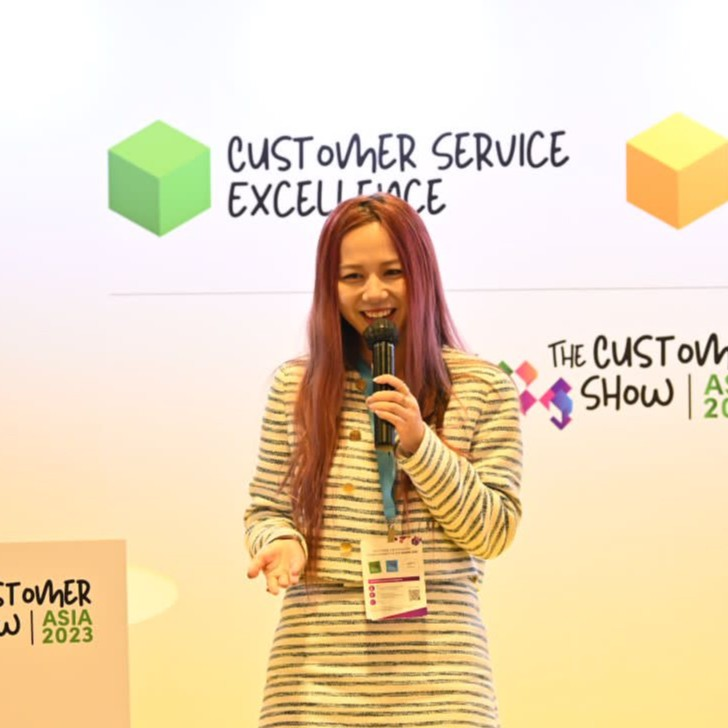 CUSTOMER SERVICE
EXCELLENCE
THE CUSTOM
SHOW | AS
20
STOMER
W | ASIA
2023